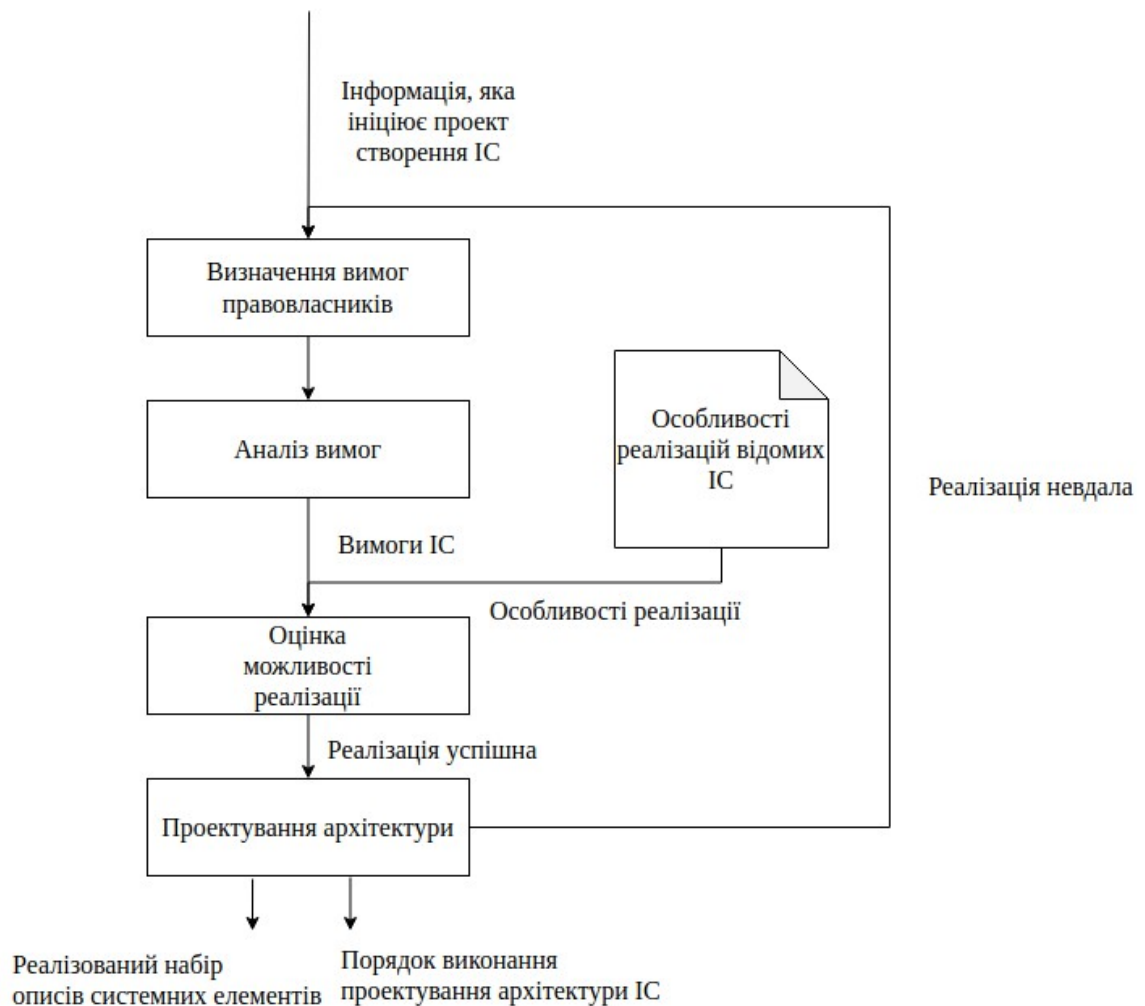 Інформація, яка
ініціює проект
створення ІС
Визначення вимог
правовласників
Аналіз вимог
Особливості
реалізацій відомих
ІС
Реалізація невдала
Вимоги ІС
Особливості реалізації
Оцінка
можливості
реалізації
Реалізація успішна
Проектування архітектури
Реалізований набір
описів системних елементів
Порядок виконання
проектування архітектури ІС